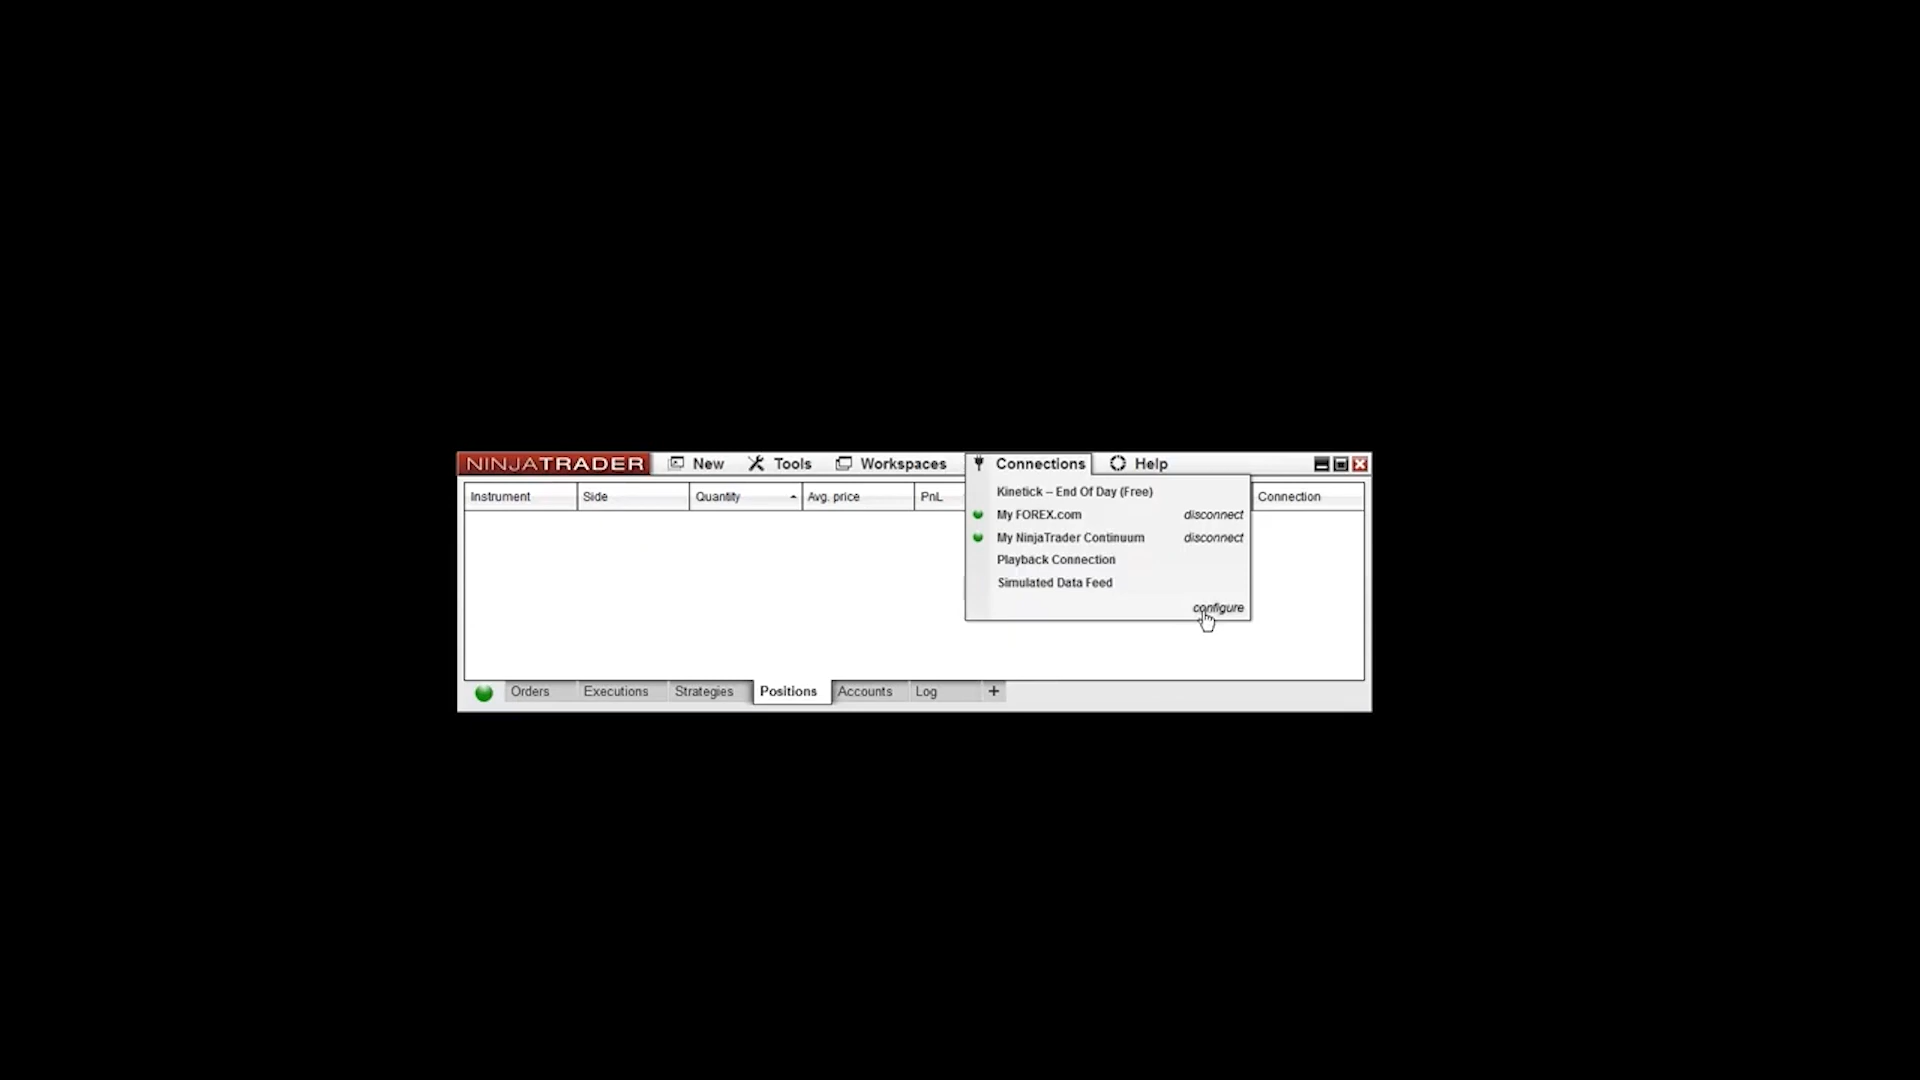 NINJATRADER New Tools Workspaces Connections Help
Instrument Side Quantity Avg. price PnL Connection
Kinetick – End Of Day (Free)
My FOREX.com disconnect
My NinjaTrader Continuum disconnect
Playback Connection
Simulated Data Feed
configure
Orders Executions Strategies Positions Accounts Log +